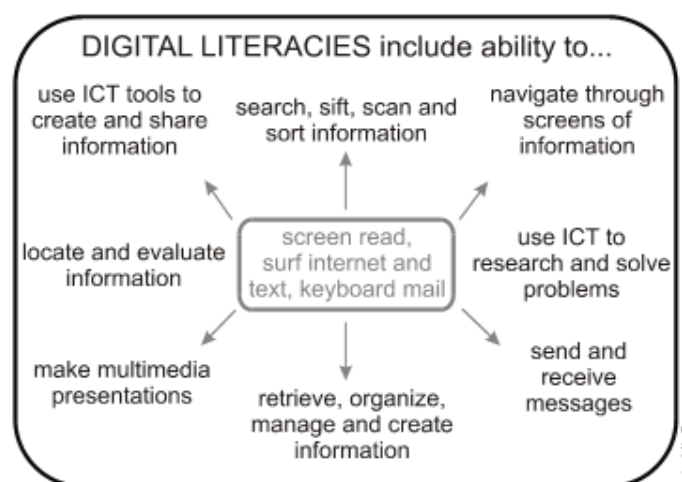 DIGITAL LITERACIES include ability to...
use ICT tools to
create and share
information
search, sift, scan and
sort information
navigate through
screens of
information
locate and evaluate
information
screen read,
surf internet and
text, keyboard mail
use ICT to
research and solve
problems
make multimedia
presentations
retrieve, organize,
manage and create
information
send and
receive
messages